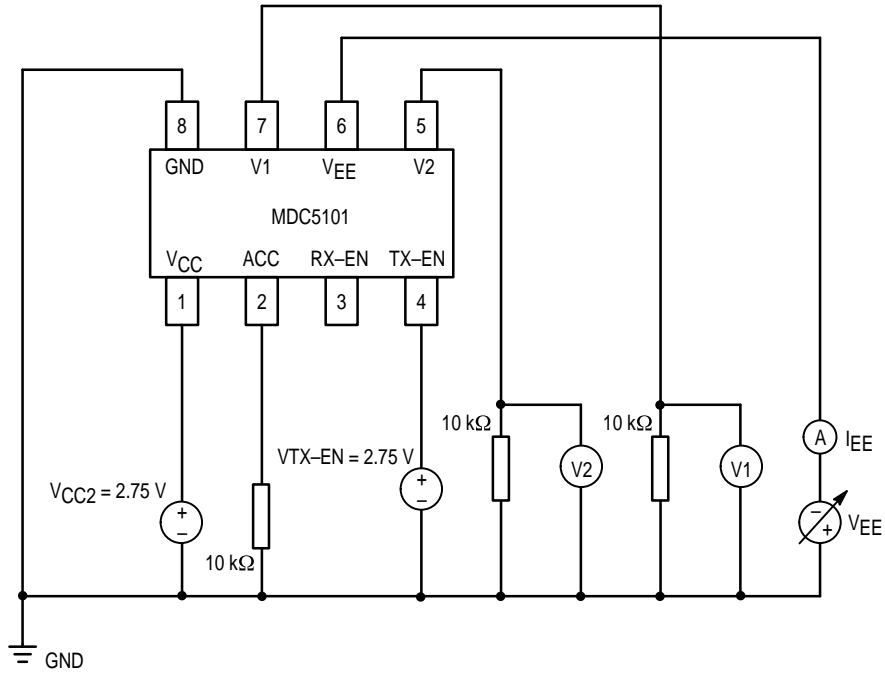 8
7
6
5
GND
V1
VEE
V2
MDC5101
VCC
ACC
RX–EN
TX–EN
1
2
3
4
10 kΩ
10 kΩ
A
IEE
VTX–EN = 2.75 V
V2
V1
VCC2 = 2.75 V
+
–
+
–
–
+
VEE
10 kΩ
GND